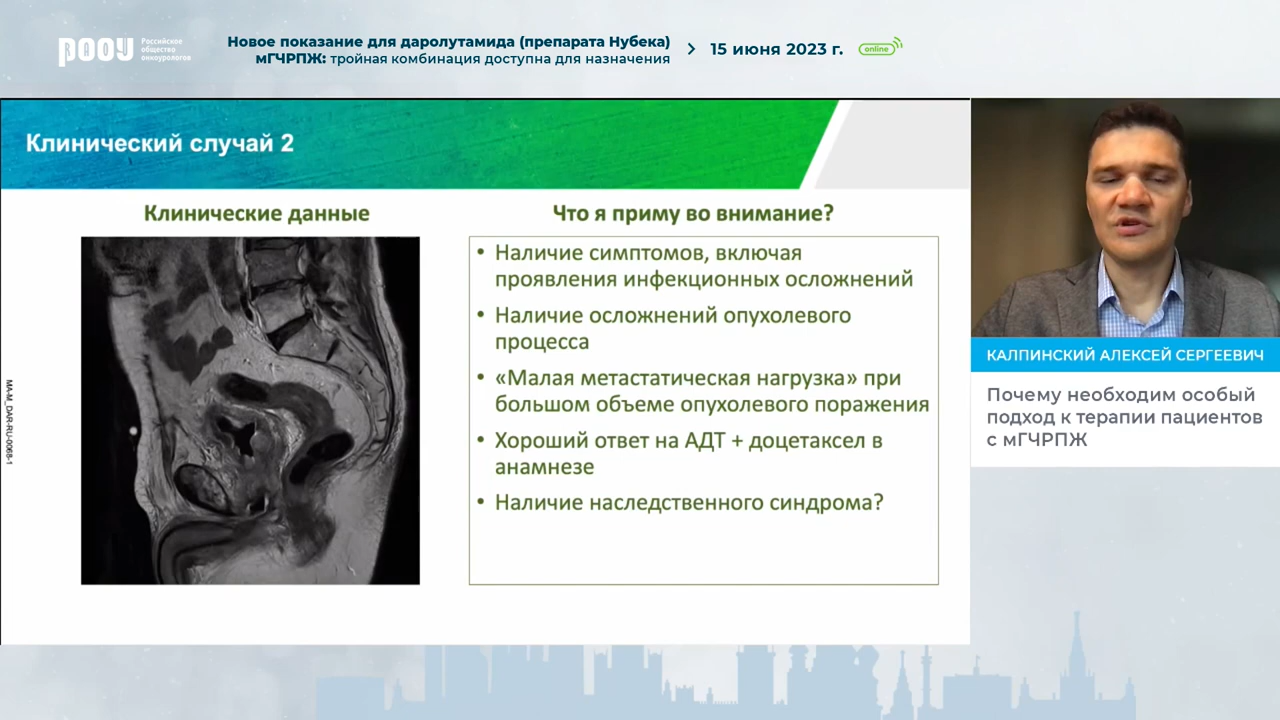 РООУ
Российское
общество
онкоурологов
Новое показание для даролутамида (препарата Нубека)
мГЧРПЖ: тройная комбинация доступна для назначения
15 июня 2023 г.
online
Клинический случай 2
Клинические данные
Что я приму во внимание?
• Наличие симптомов, включая
проявления инфекционных осложнений
• Наличие осложнений опухолевого
процесса
• «Малая метастатическая нагрузка» при
большом объеме опухолевого поражения
• Хороший ответ на АДТ + доцетаксел в
анамнезе
• Наличие наследственного синдрома?
MA-M_DAR-RU-0068-1
КАЛПИНСКИЙ АЛЕКСЕЙ СЕРГЕЕВИЧ
Почему необходим особый
подход к терапии пациентов
с мГЧРПЖ